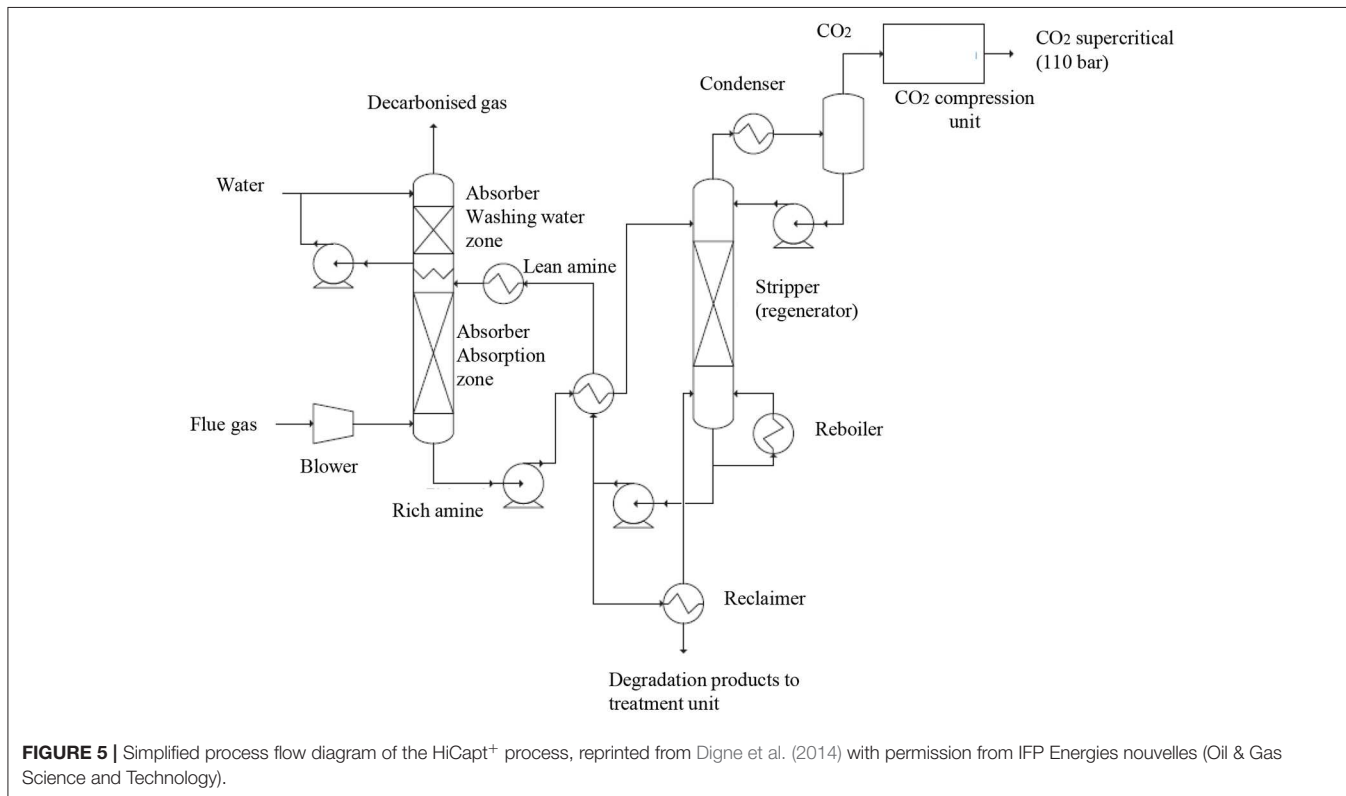 CO2
CO2 supercritical
(110 bar)
CO2 compression
unit
Condenser
Decarbonised gas
Water
Absorber
Washing water
zone
Lean amine
Stripper
(regenerator)
Absorber
Absorption
zone
Flue gas
Blower
Reboiler
Rich amine
Reclaimer
Degradation products to
treatment unit
FIGURE 5 | Simplified process flow diagram of the HiCapt+ process, reprinted from Digne et al. (2014) with permission from IFP Energies nouvelles (Oil & Gas
Science and Technology).